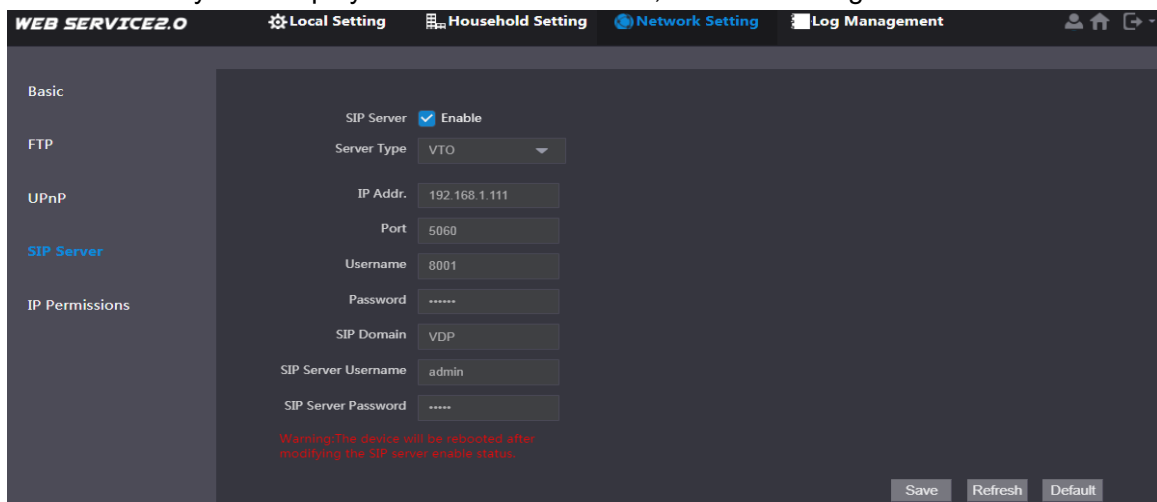 WEB SERVICE2.0
Local Setting
Household Setting
Network Setting
Log Management
Basic
FTP
UPnP
SIP Server
IP Permissions
SIP Server Enable
Server Type VTO
IP Addr. 192.168.1.111
Port 5060
Username 8001
Password ••••••
SIP Domain VDP
SIP Server Username admin
SIP Server Password •••••
Warning:The device will be rebooted after
modifying the SIP server enable status.
Save Refresh Default